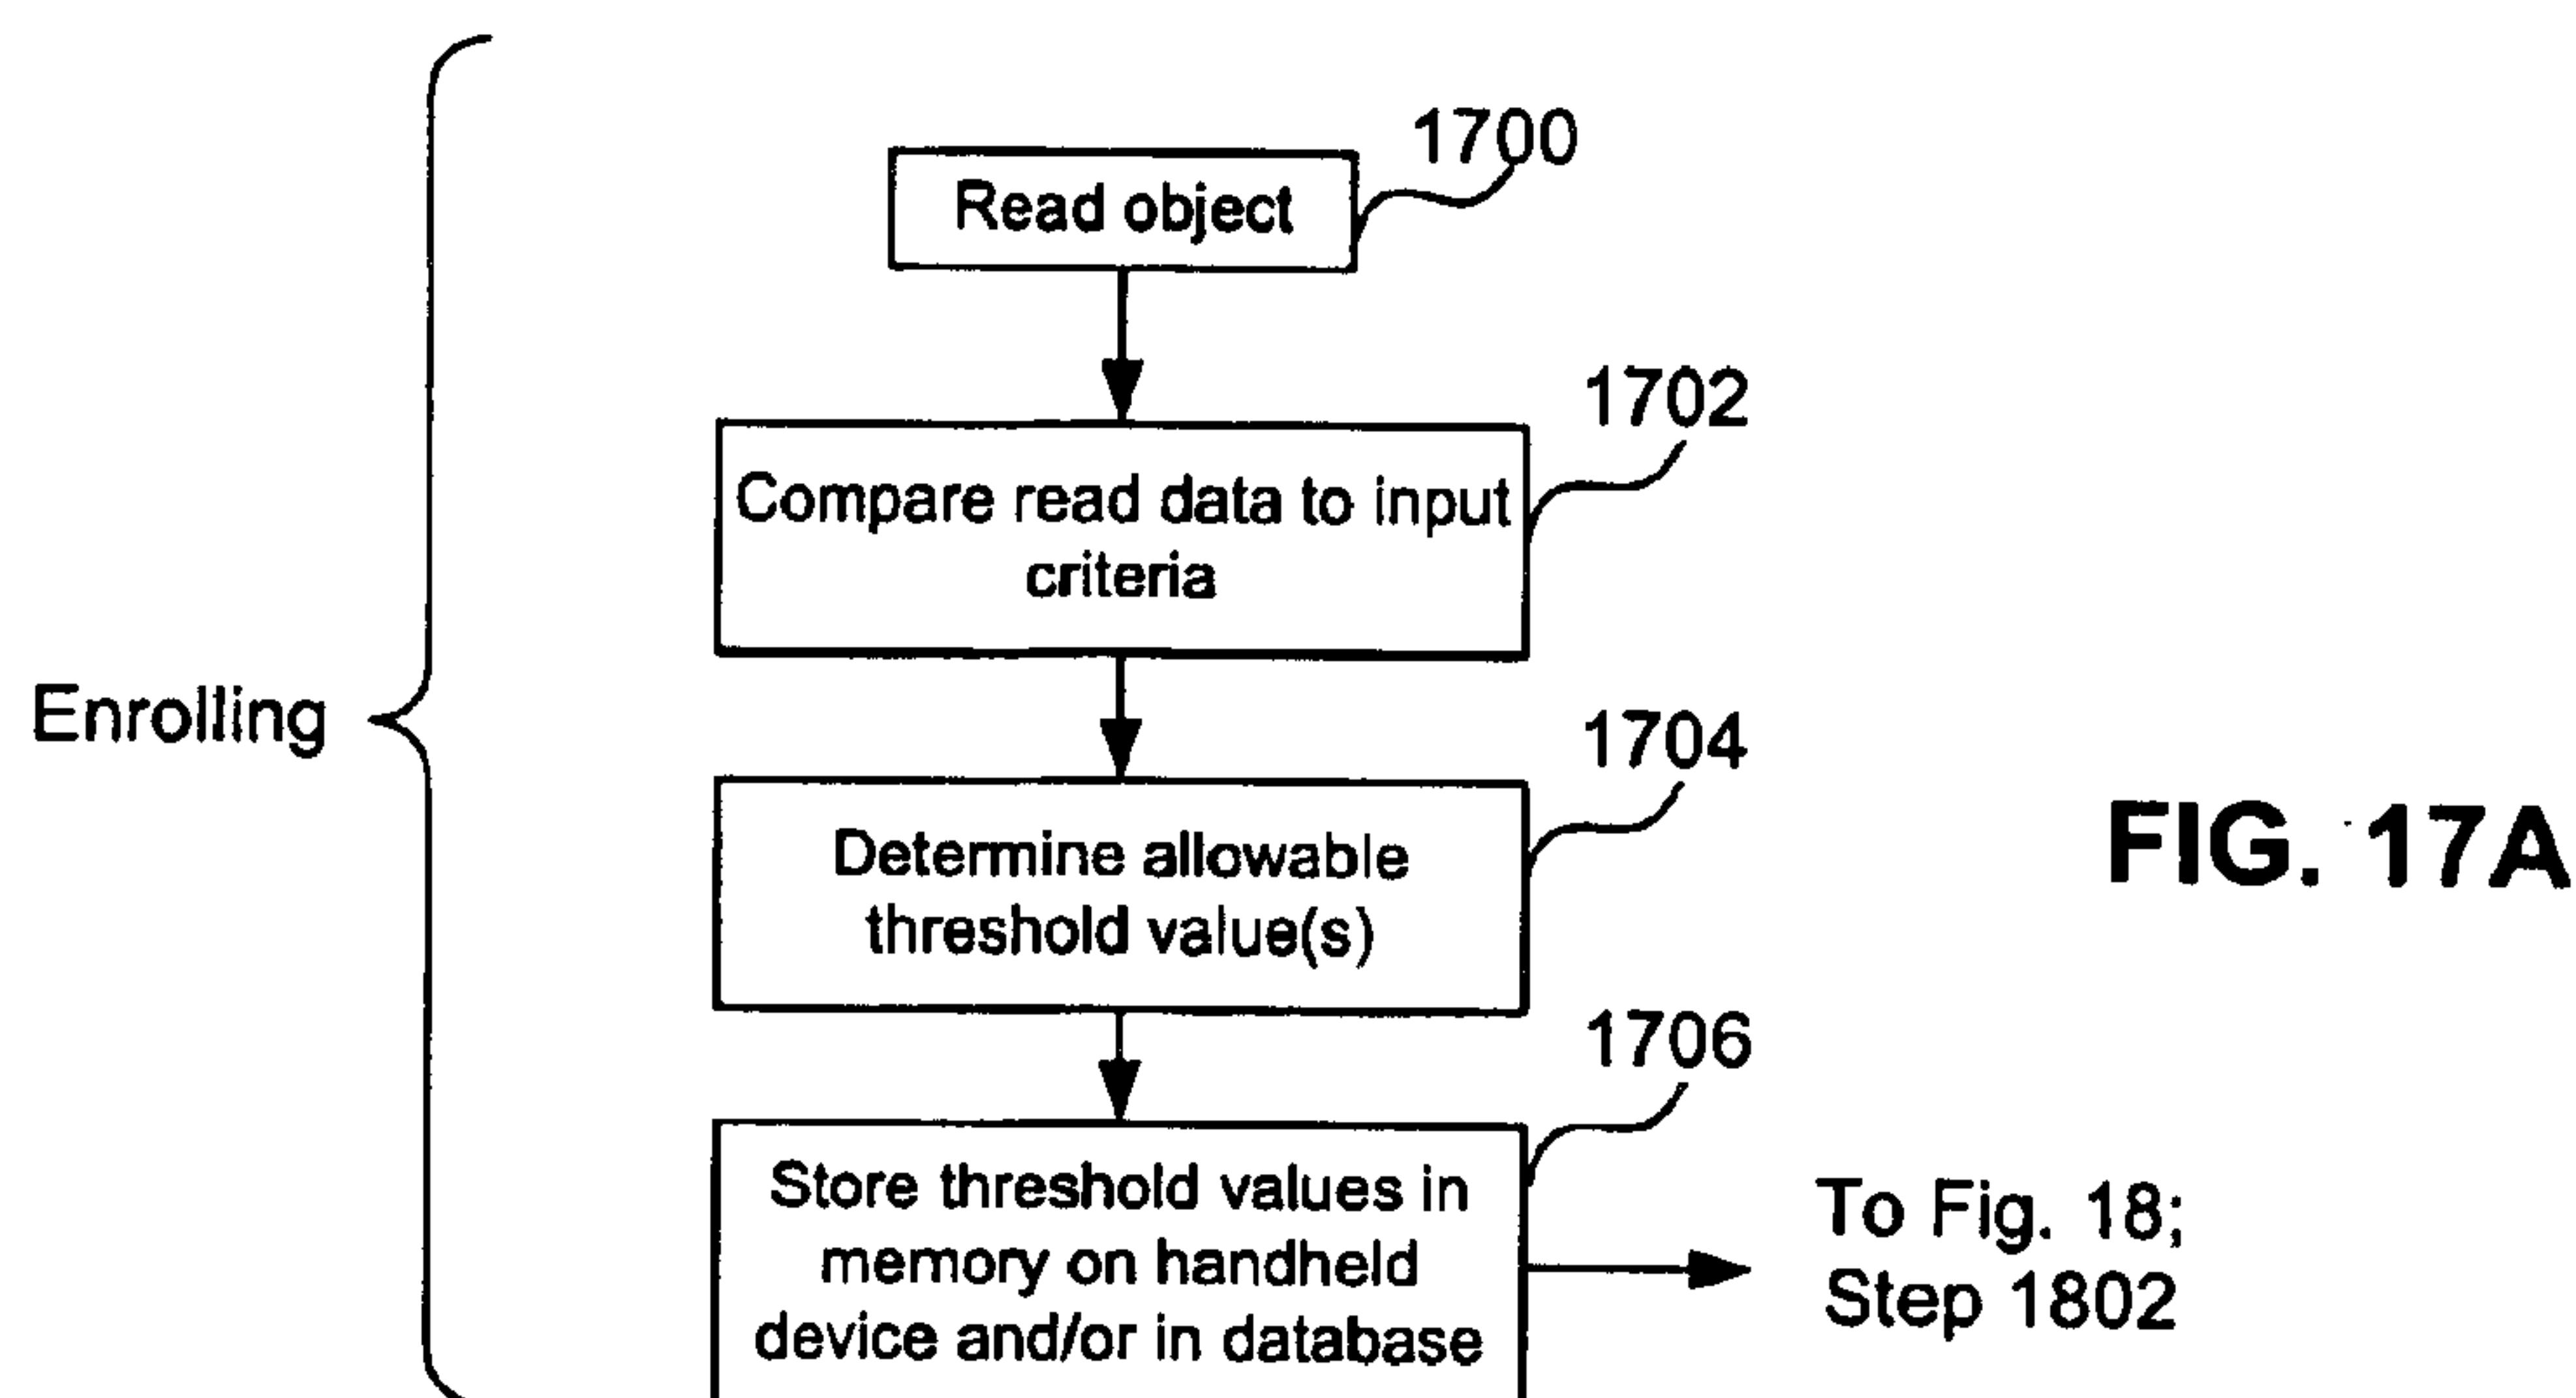 1700
Read object
1702
Compare read data to input
criteria
Enrolling
1704
Determine allowable
threshold value(s)
FIG. 17A
1706
Store threshold values in
memory on handheld
device and/or in database
To Fig. 18;
Step 1802